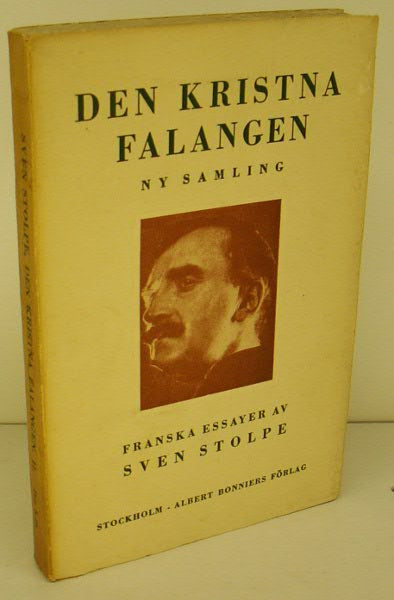 DEN KRISTNA
FALANGEN
NY SAMLING
FRANSKA ESSAYER AV
SVEN STOLPE
STOCKHOLM - ALBERT BONNIERS FÖRLAG
SVEN STOLPE, DEN KRISTNA FALANGEN II